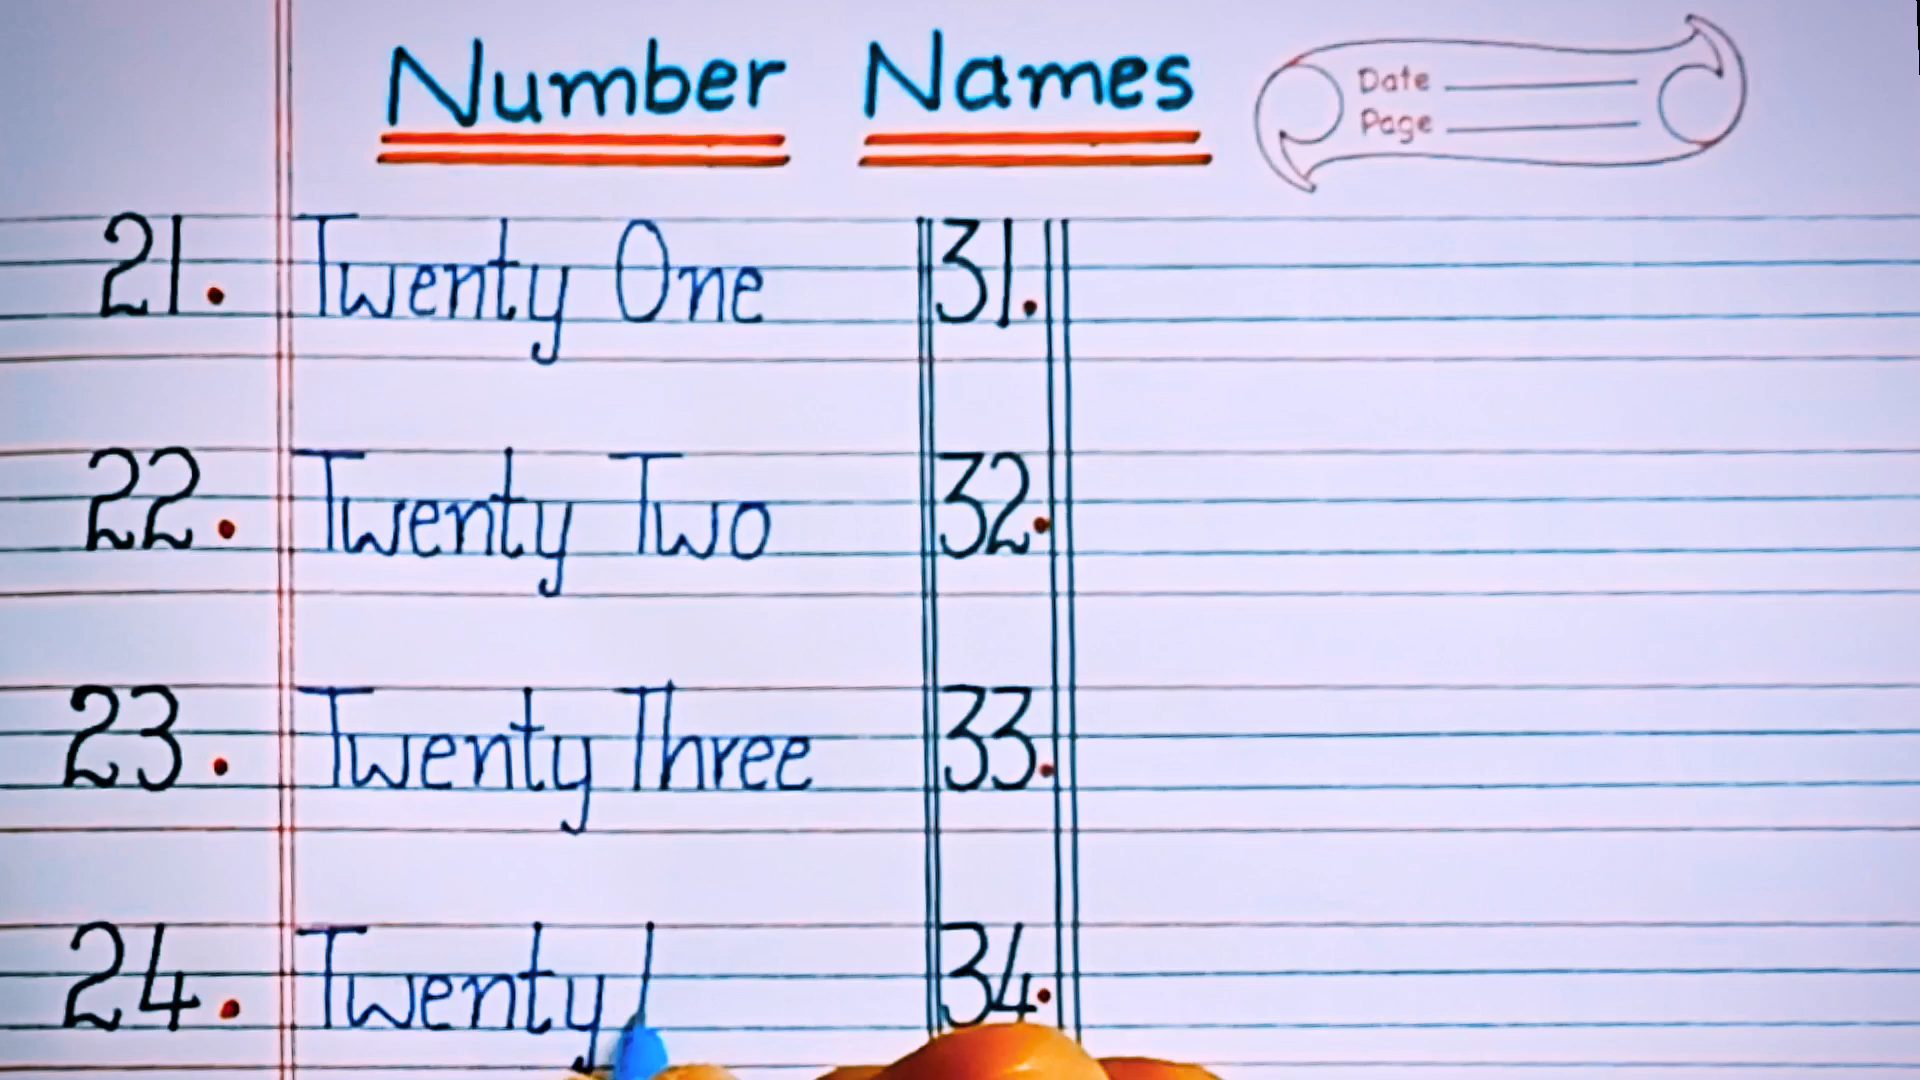 Number Names
Date
Page
21. Twenty One 31.
22. Twenty Two 32.
23. Twenty Three 33.
24. Twenty 34.